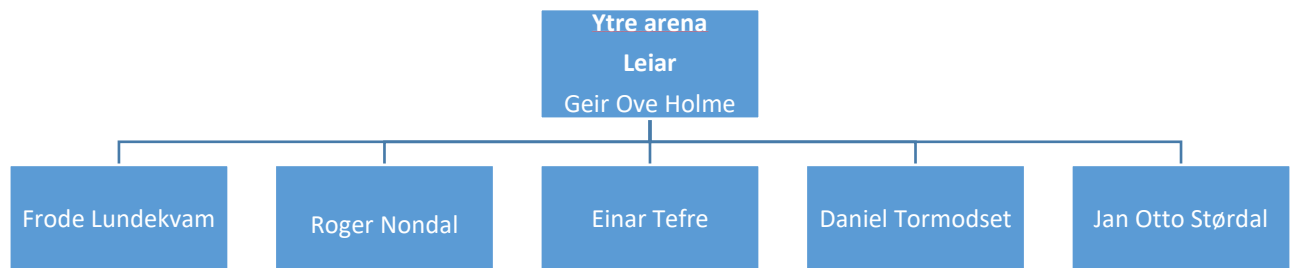 Ytre arena
Leiar
Geir Ove Holme
Frode Lundekvam
Roger Nondal
Einar Tefre
Daniel Tormodset
Jan Otto Størdal